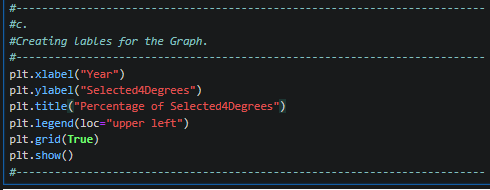 #------------------------------------------------------------------------
#c.
#Creating lables for the Graph.
#------------------------------------------------------------------------
plt.xlabel("Year")
plt.ylabel("Selected4Degrees")
plt.title("Percentage of Selected4Degrees")
plt.legend(loc="upper left")
plt.grid(True)
plt.show()
#------------------------------------------------------------------------